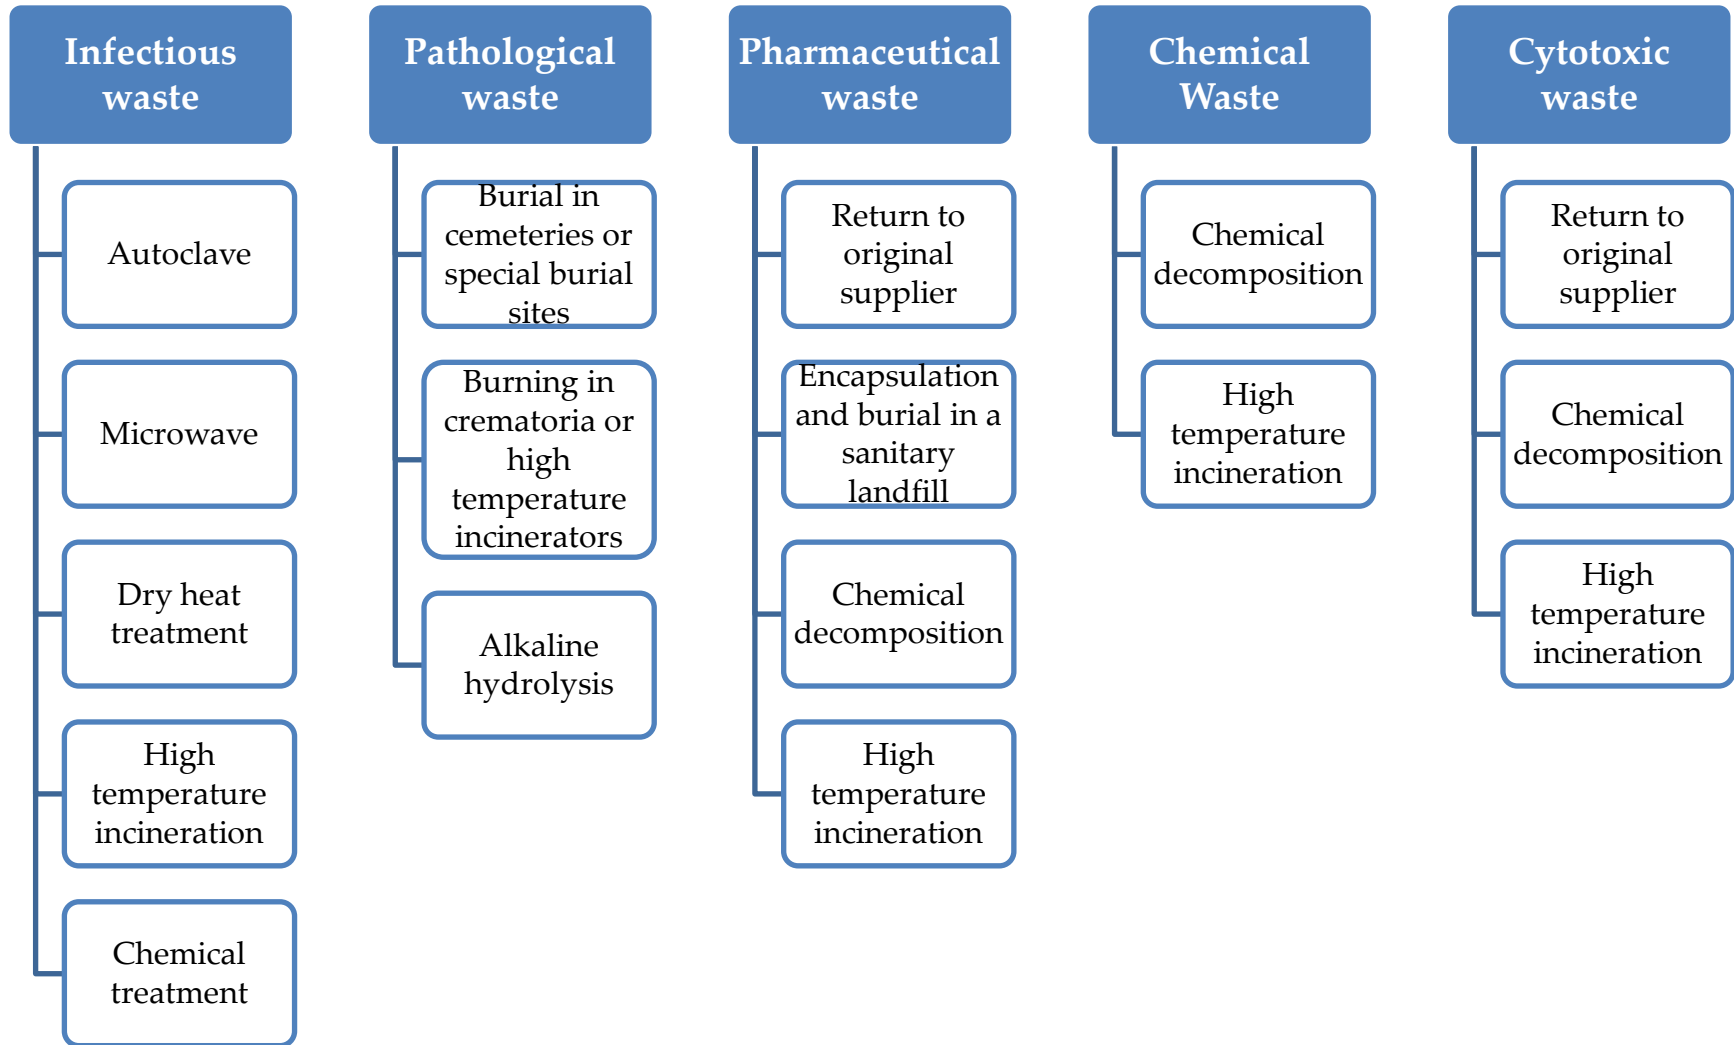 Infectious
waste
Autoclave
Microwave
Dry heat
treatment
High
temperature
incineration
Chemical
treatment
Pathological
waste
Burial in
cemeteries or
special burial
sites
Burning in
crematoria or
high
temperature
incinerators
Alkaline
hydrolysis
Pharmaceutical
waste
Return to
original
supplier
Encapsulation
and burial in a
sanitary
landfill
Chemical
decomposition
High
temperature
incineration
Chemical
Waste
Chemical
decomposition
High
temperature
incineration
Cytotoxic
waste
Return to
original
supplier
Chemical
decomposition
High
temperature
incineration